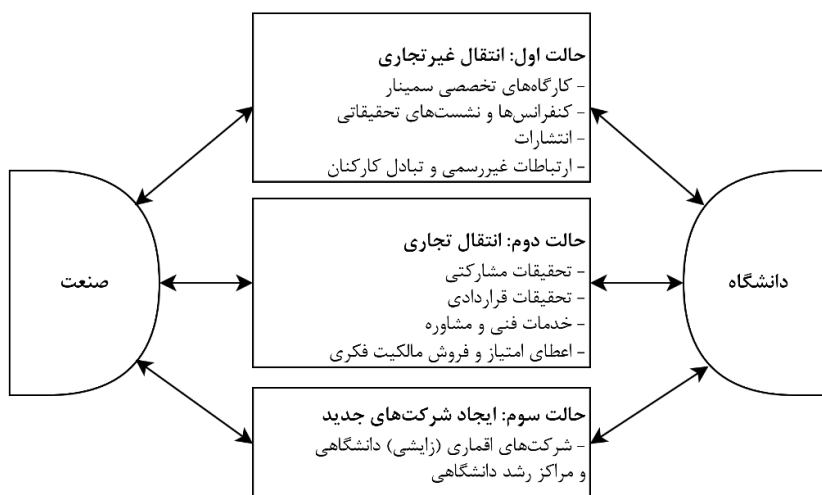 حالت اول: انتقال غیرتجاری
- کارگاه‌های تخصصی سمینار
- کنفرانس‌ها و نشست‌های تحقیقاتی
- انتشارات
- ارتباطات غیررسمی و تبادل کارکنان
دانشگاه
حالت دوم: انتقال تجاری
- تحقیقات مشارکتی
- تحقیقات قراردادی
- خدمات فنی و مشاوره
- اعطای امتیاز و فروش مالکیت فکری
صنعت
حالت سوم: ایجاد شرکت‌های جدید
- شرکت‌های اقماری (زایشی) دانشگاهی
و مراکز رشد دانشگاهی